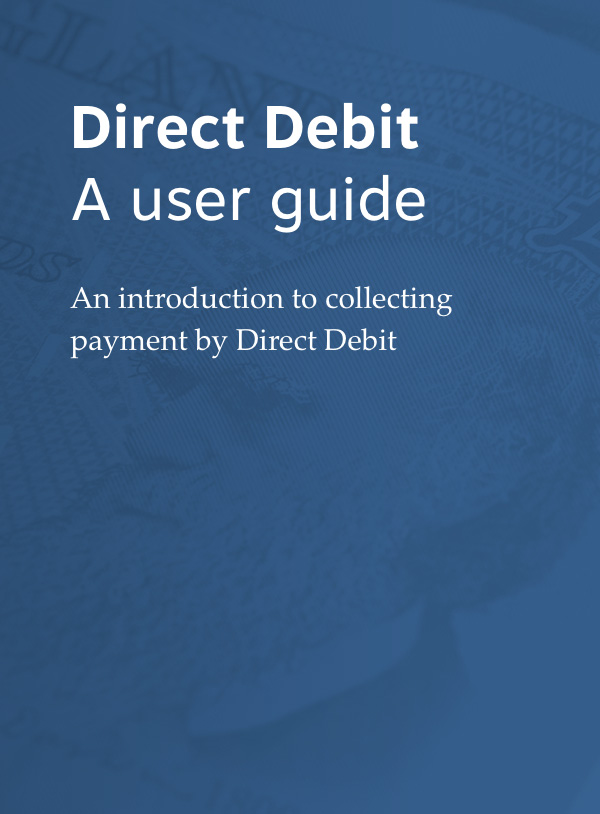 Direct Debit
A user guide
An introduction to collecting
payment by Direct Debit